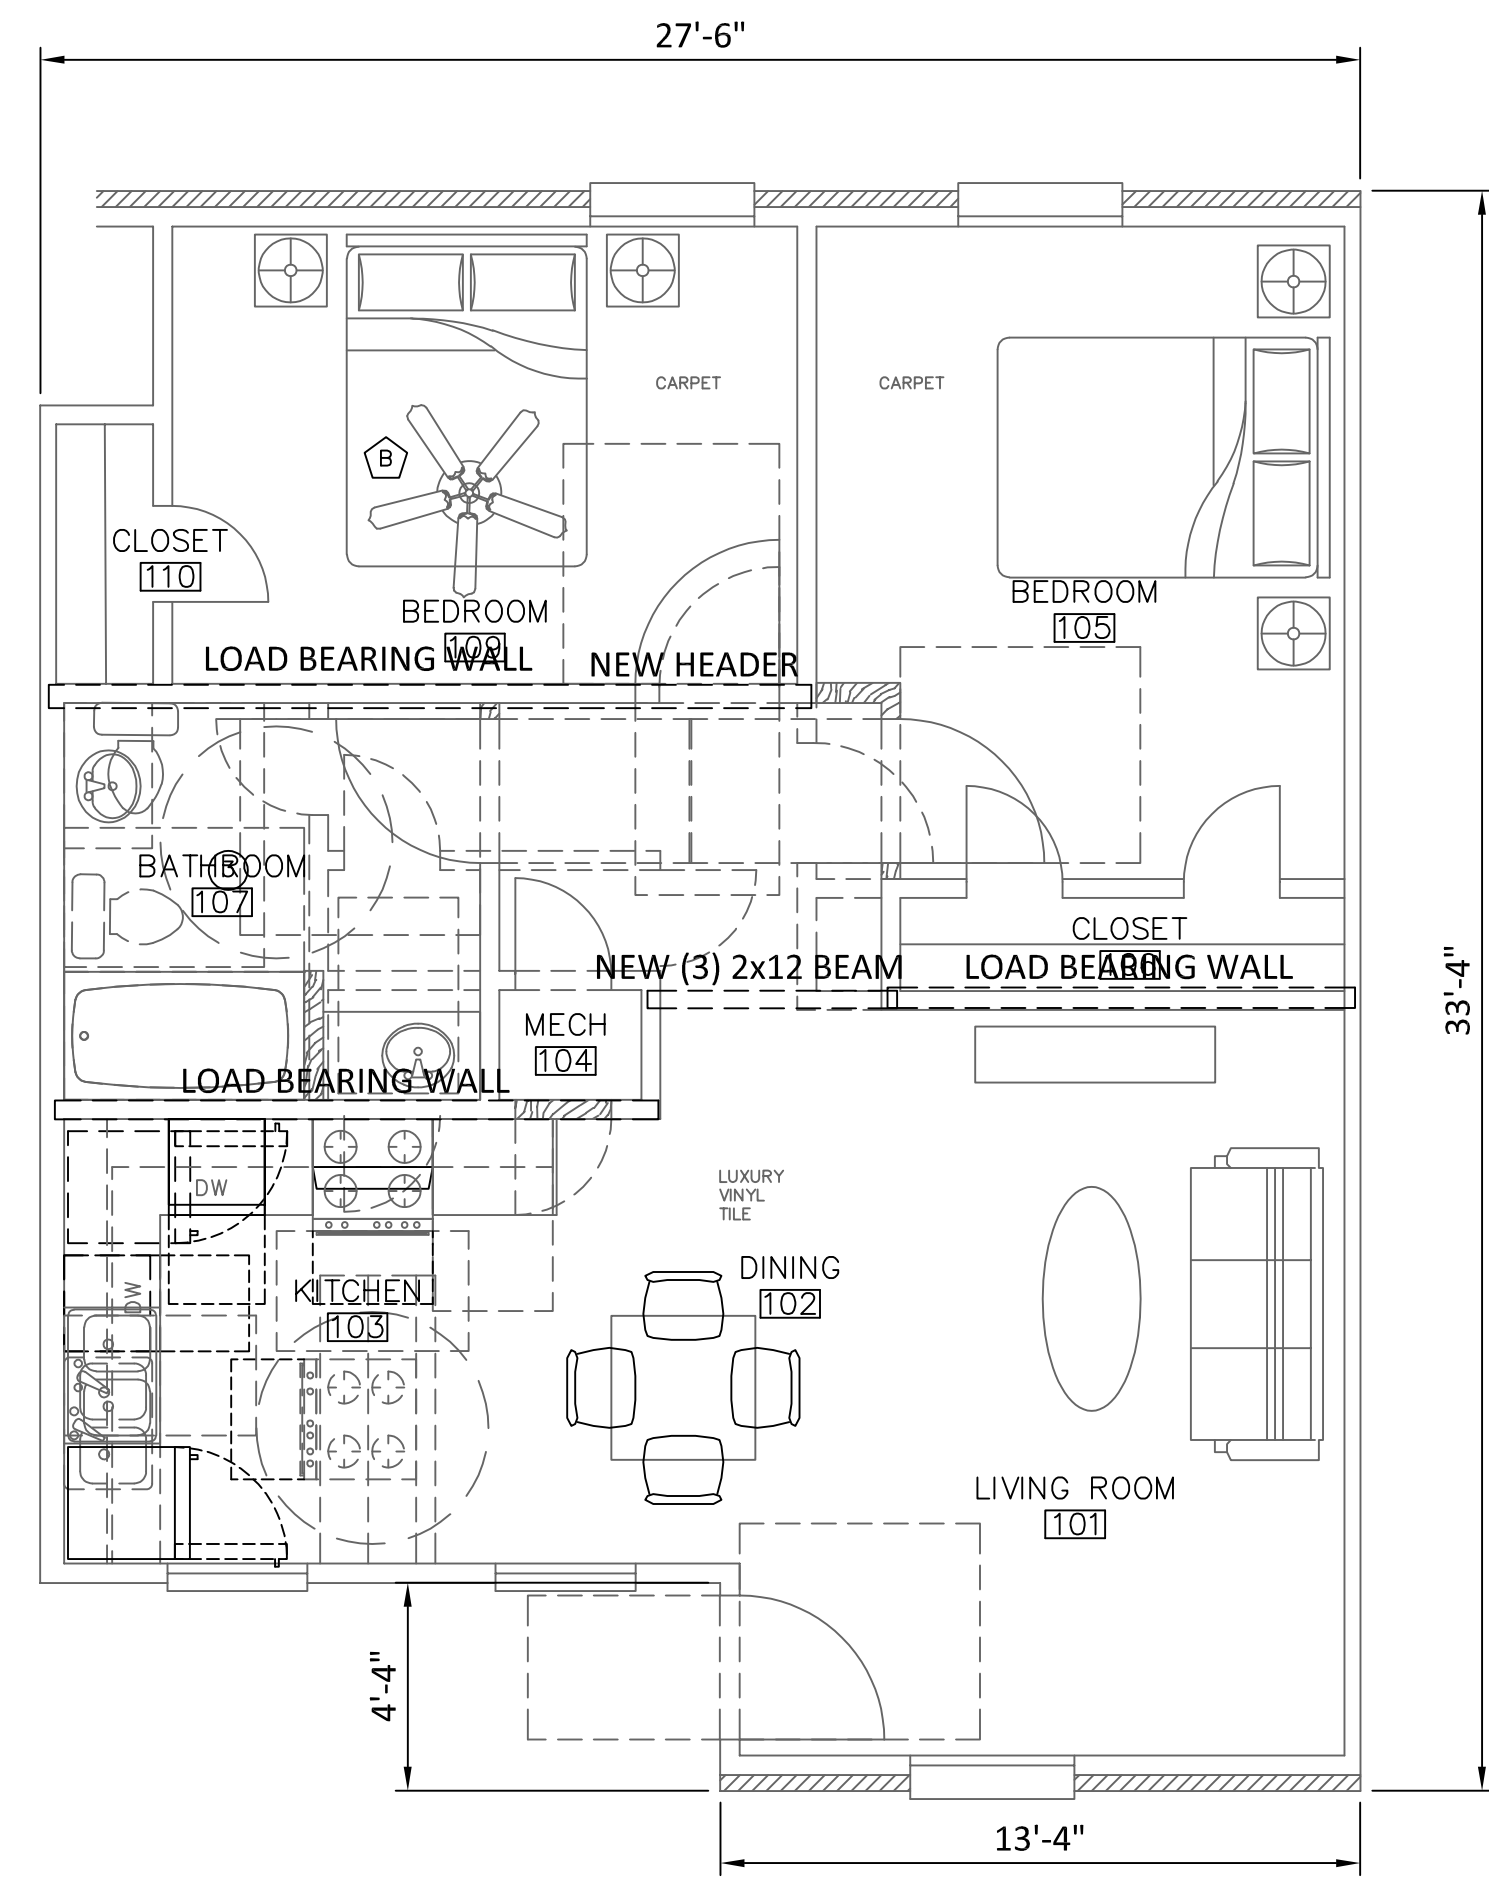 27'-6"
CARPET
CARPET
B
CLOSET
110
BEDROOM
109
BEDROOM
105
LOAD BEARING WALL
NEW HEADER
BATHROOM
3
107
CLOSET
NEW (3) 2x12 BEAM
LOAD BEARING WALL
33'-4"
MECH
104
LOAD BEARING WALL
DW
LUXURY
VINYL
TILE
DW
KITCHEN
103
DINING
102
LIVING ROOM
101
4'-4"
13'-4"